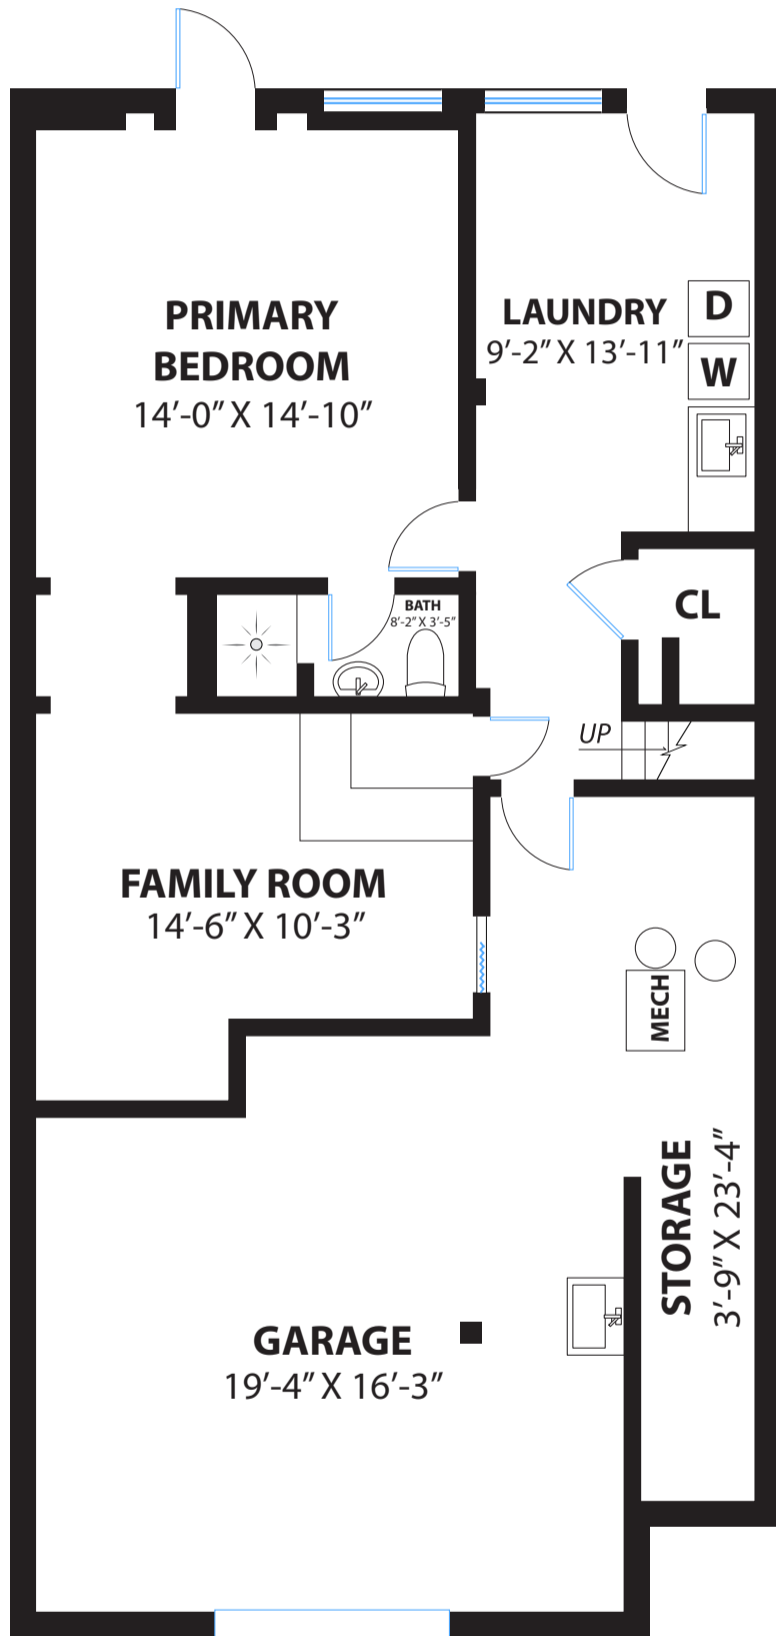 PRIMARY
BEDROOM
14'-0" X 14'-10"
LAUNDRY
9'-2" X 13'-11"
D
W
BATH
8'-2" X 3'-5"
CL
UP
FAMILY ROOM
14'-6" X 10'-3"
MECH
STORAGE
3'-9" X 23'-4"
GARAGE
19'-4" X 16'-3"